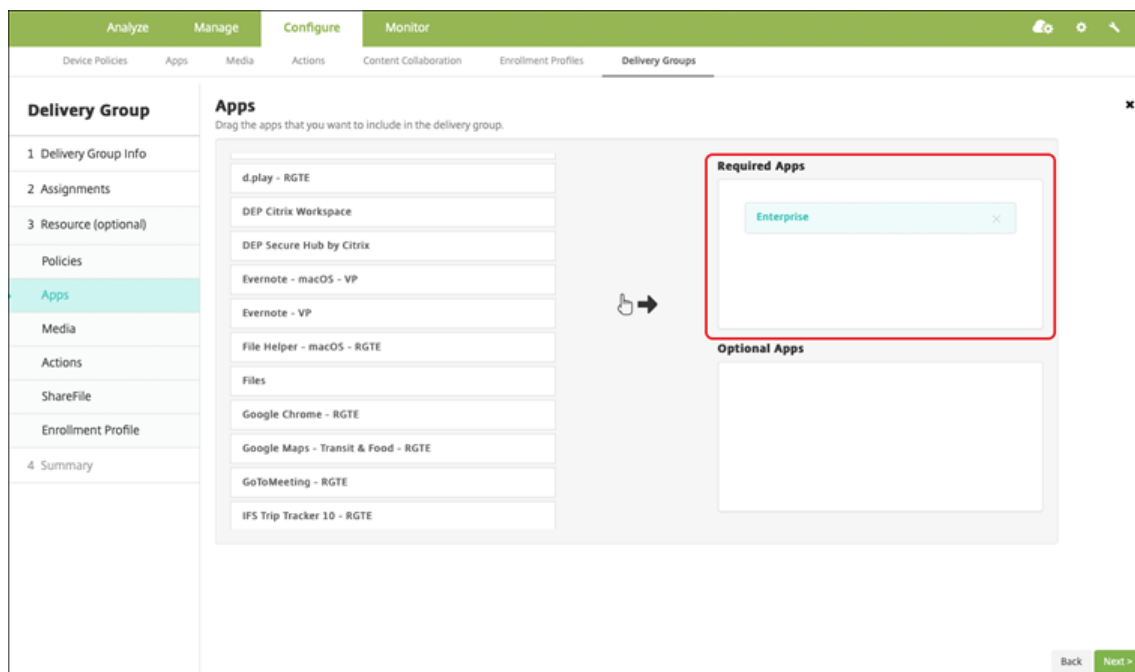 Analyze Manage Configure Monitor
Device Policies Apps Media Actions Content Collaboration Enrollment Profiles Delivery Groups
Delivery Group
1 Delivery Group Info
2 Assignments
3 Resource (optional)
Policies
Apps
Media
Actions
ShareFile
Enrollment Profile
4 Summary
Apps
Drag the apps that you want to include in the delivery group.
d.play - RGTE
DEP Citrix Workspace
DEP Secure Hub by Citrix
Evernote - macOS - VP
Evernote - VP
File Helper - macOS - RGTE
Files
Google Chrome - RGTE
Google Maps - Transit & Food - RGTE
GoToMeeting - RGTE
IFS Trip Tracker 10 - RGTE
Required Apps
Enterprise
Optional Apps
Back Next >